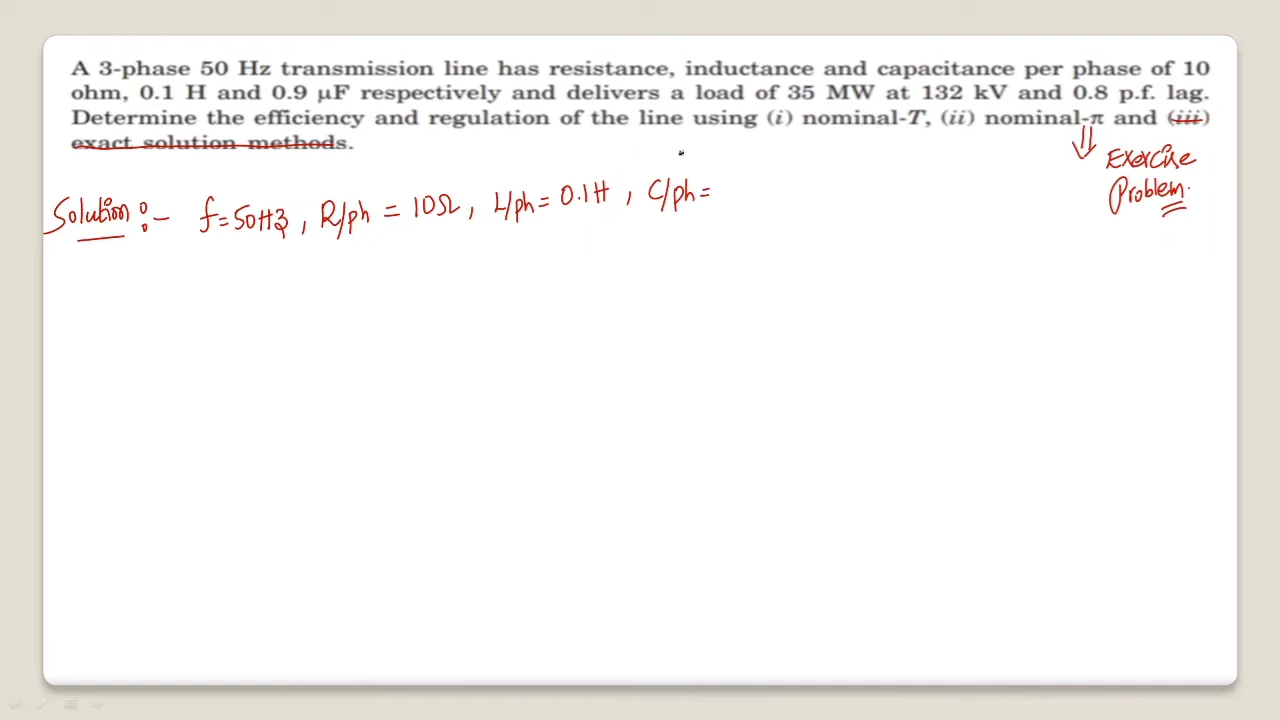 A 3-phase 50 Hz transmission line has resistance, inductance and capacitance per phase of 10
ohm, 0.1 H and 0.9 μF respectively and delivers a load of 35 MW at 132 kV and 0.8 p.f. lag.
Determine the efficiency and regulation of the line using (i) nominal-T, (ii) nominal-π and (iii)
exact solution methods.
Exercise
Problem.
Solution:- f=50Hz, R/ph = 10Ω, L/ph= 0.1H, C/ph=